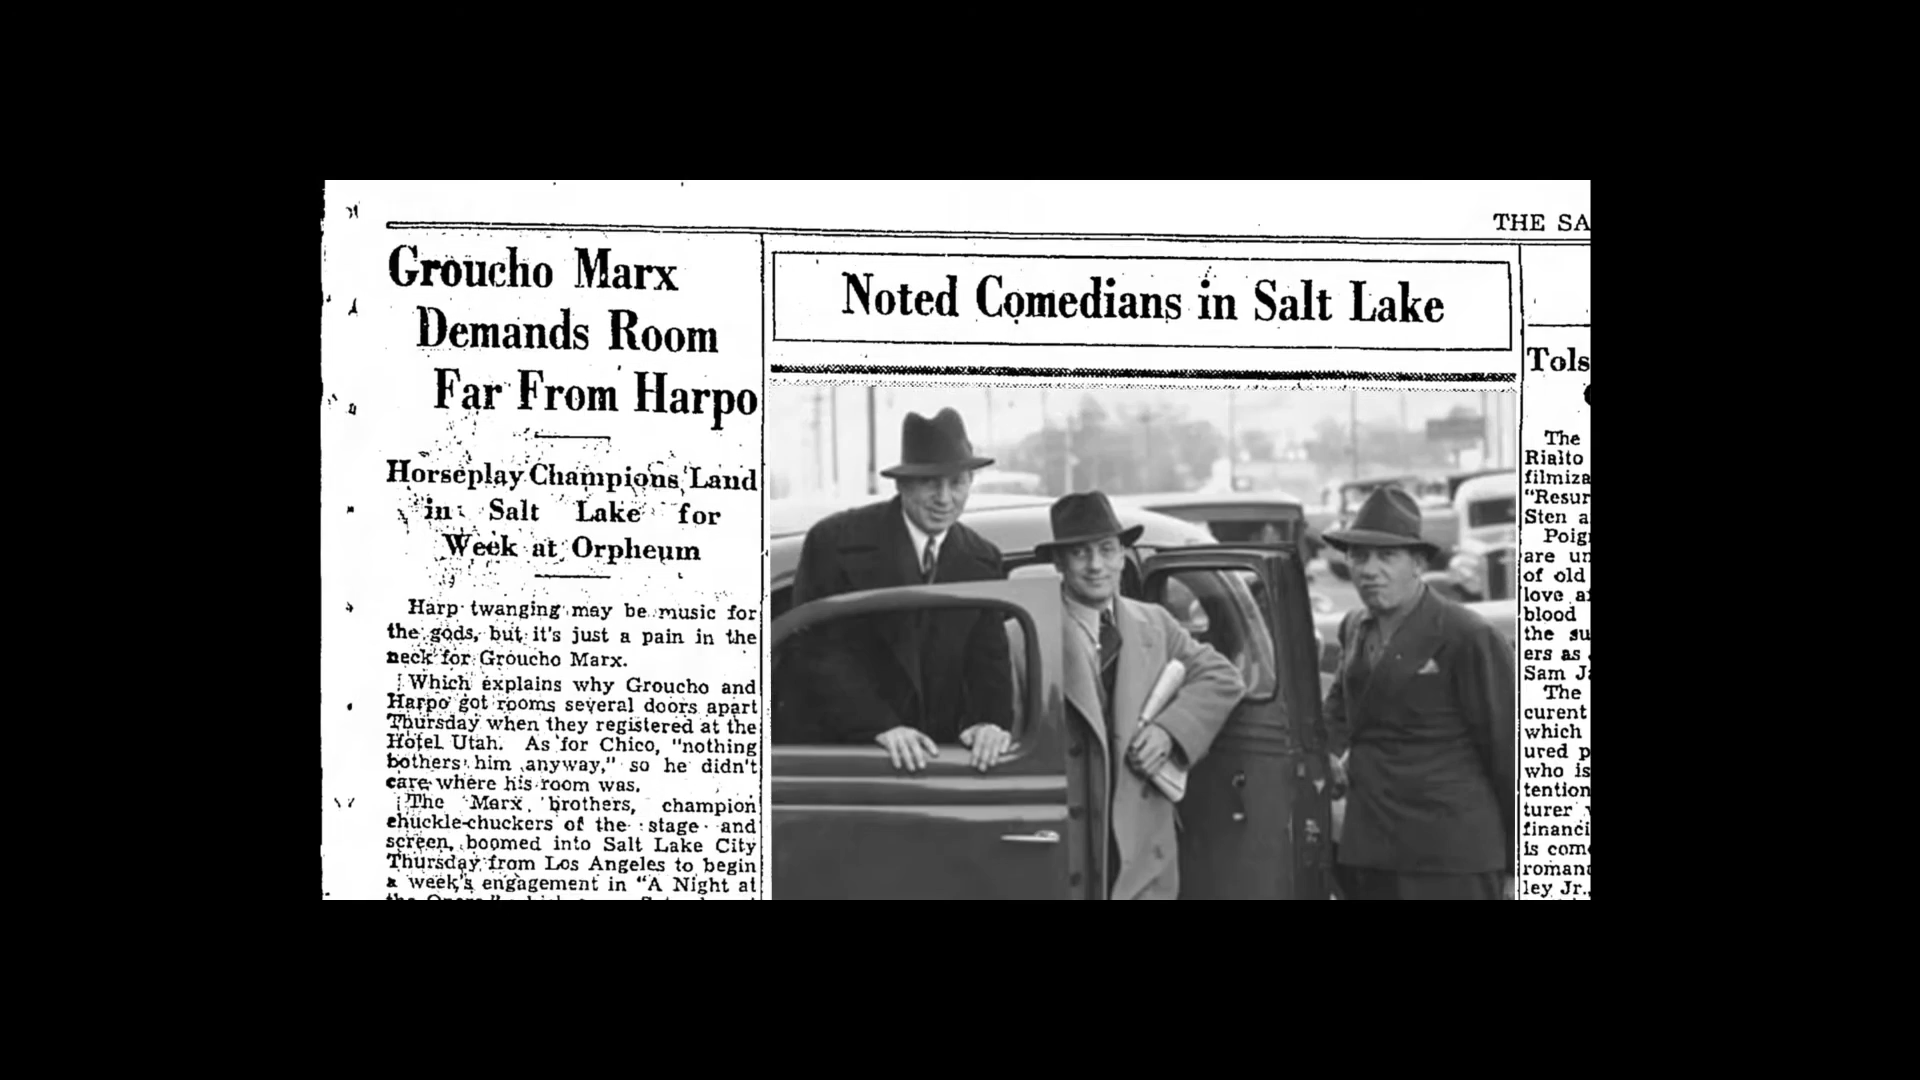 THE SA
Groucho Marx
Demands Room
Far From Harpo
Horseplay Champions Land
in Salt Lake for
Week at Orpheum
Harp twanging may be music for
the gods, but it's just a pain in the
neck for Groucho Marx.
Which explains why Groucho and
Harpo got rooms several doors apart
Thursday when they registered at the
Hotel Utah. As for Chico, "nothing
bothers him anyway," so he didn't
care where his room was.
The Marx brothers, champion
chuckle-chuckers of the stage and
screen, boomed into Salt Lake City
Thursday from Los Angeles to begin
a week's engagement in "A Night at
Noted Comedians in Salt Lake
Tols
The
Rialto
filmiza
"Resur
Sten a
Poig
are un
of old
love a
blood
the su
ers as
Sam Ja
The
curent
which
ured p
who is
tention
turer
financi
is com
romanc
ley Jr.,